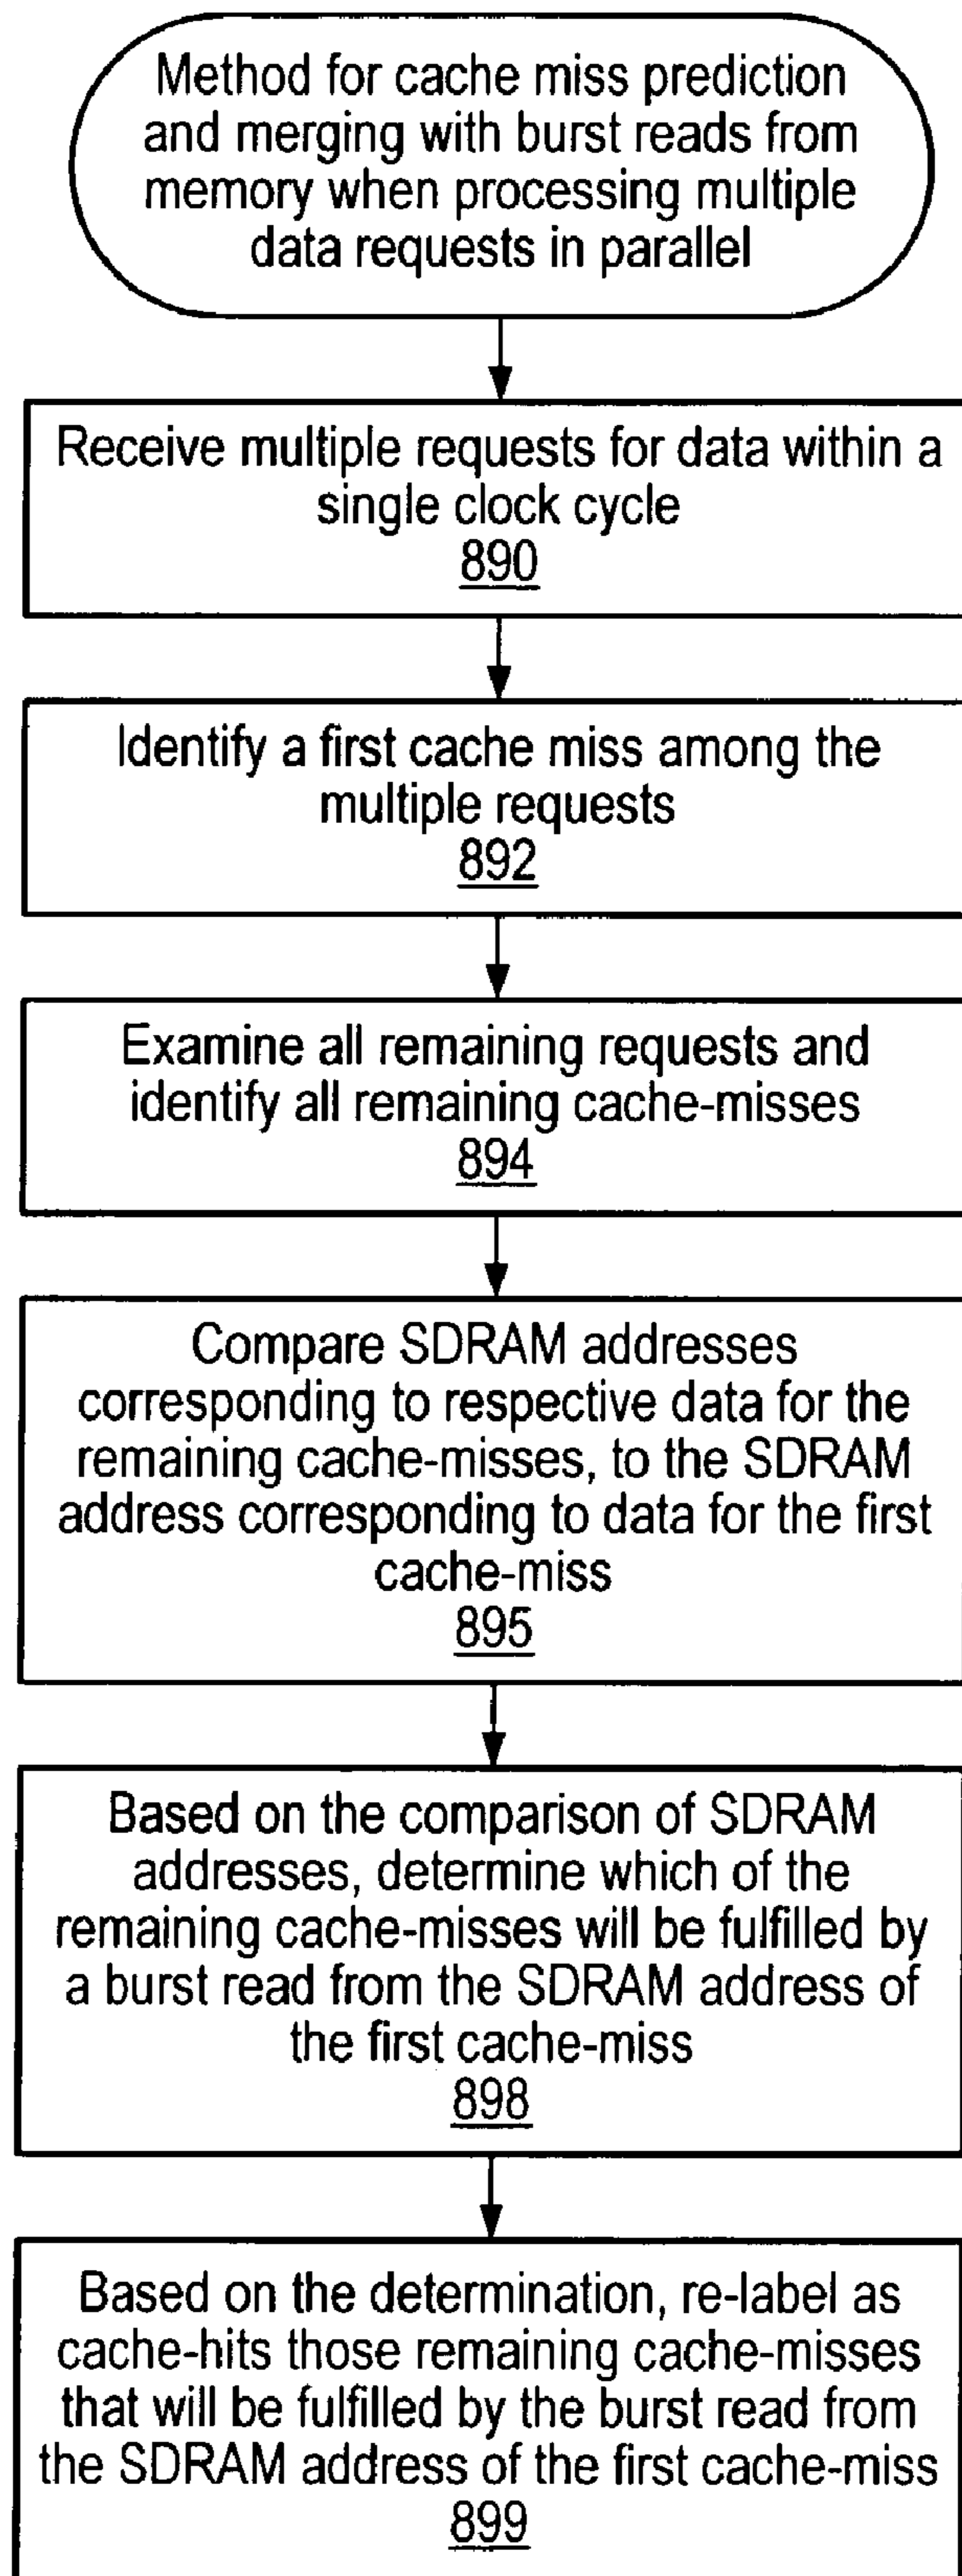 Method for cache miss prediction
and merging with burst reads from
memory when processing multiple
data requests in parallel
Receive multiple requests for data within a
single clock cycle
890
Identify a first cache miss among the
multiple requests
892
Examine all remaining requests and
identify all remaining cache-misses
894
Compare SDRAM addresses
corresponding to respective data for the
remaining cache-misses, to the SDRAM
address corresponding to data for the first
cache-miss
895
Based on the comparison of SDRAM
addresses, determine which of the
remaining cache-misses will be fulfilled by
a burst read from the SDRAM address of
the first cache-miss
898
Based on the determination, re-label as
cache-hits those remaining cache-misses
that will be fulfilled by the burst read from
the SDRAM address of the first cache-miss
899